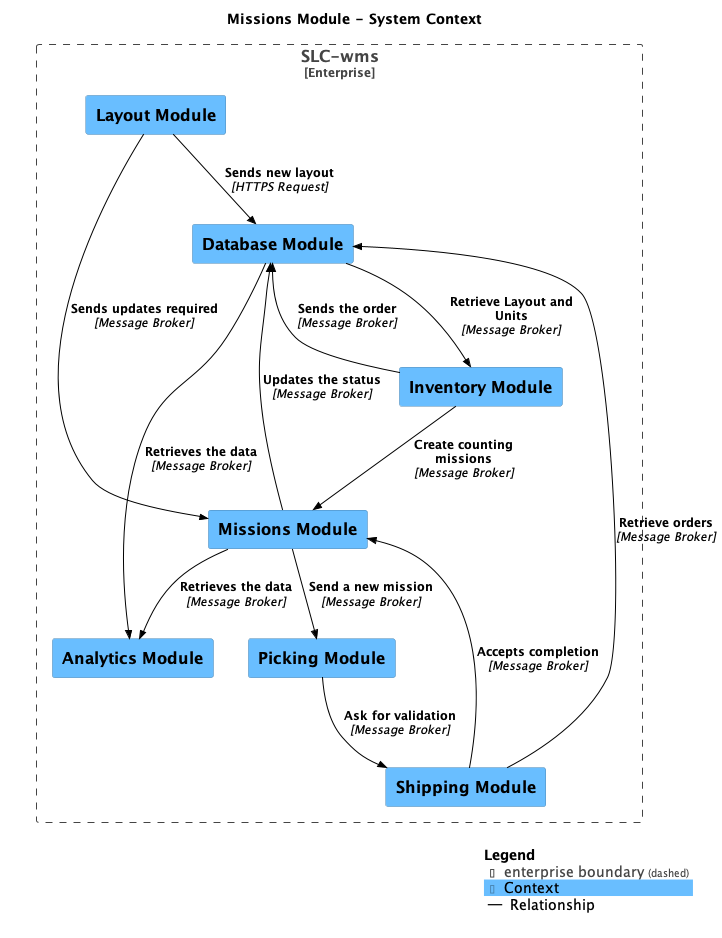 Missions Module – System Context
SLC-wms
[Enterprise]
Layout Module
Sends new layout
[HTTPS Request]
Database Module
Sends updates required
[Message Broker]
Sends the order
[Message Broker]
Retrieve Layout and
Units
[Message Broker]
Updates the status
[Message Broker]
Inventory Module
Retrieves the data
[Message Broker]
Create counting
missions
[Message Broker]
Missions Module
Retrieve orders
[Message Broker]
Retrieves the data
[Message Broker]
Send a new mission
[Message Broker]
Analytics Module
Picking Module
Accepts completion
[Message Broker]
Ask for validation
[Message Broker]
Shipping Module
Legend
▯ enterprise boundary (dashed)
▯ Context
— Relationship